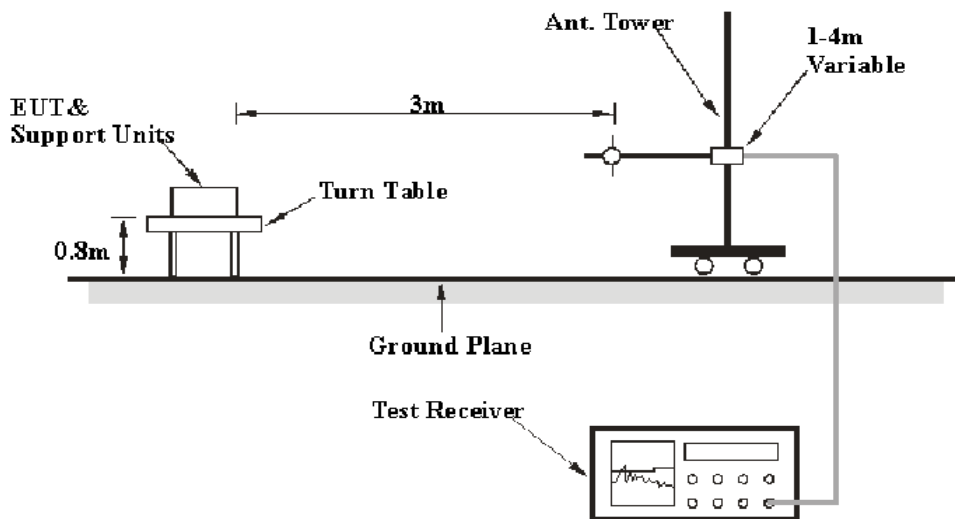 Ant. Tower
1-4m
Variable
3m
EUT&
Support Units
Turn Table
0.8m
Ground Plane
Test Receiver